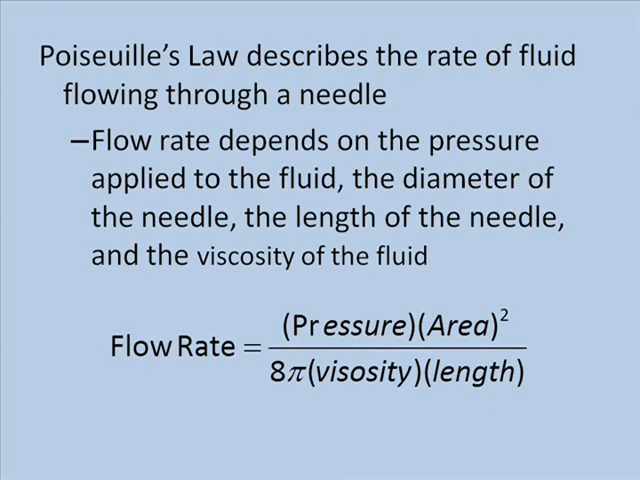 Poiseuille's Law describes the rate of fluid
flowing through a needle
–Flow rate depends on the pressure
applied to the fluid, the diameter of
the needle, the length of the needle,
and the viscosity of the fluid
Flow Rate = (Pressure)(Area)² / 8π(visosity)(length)